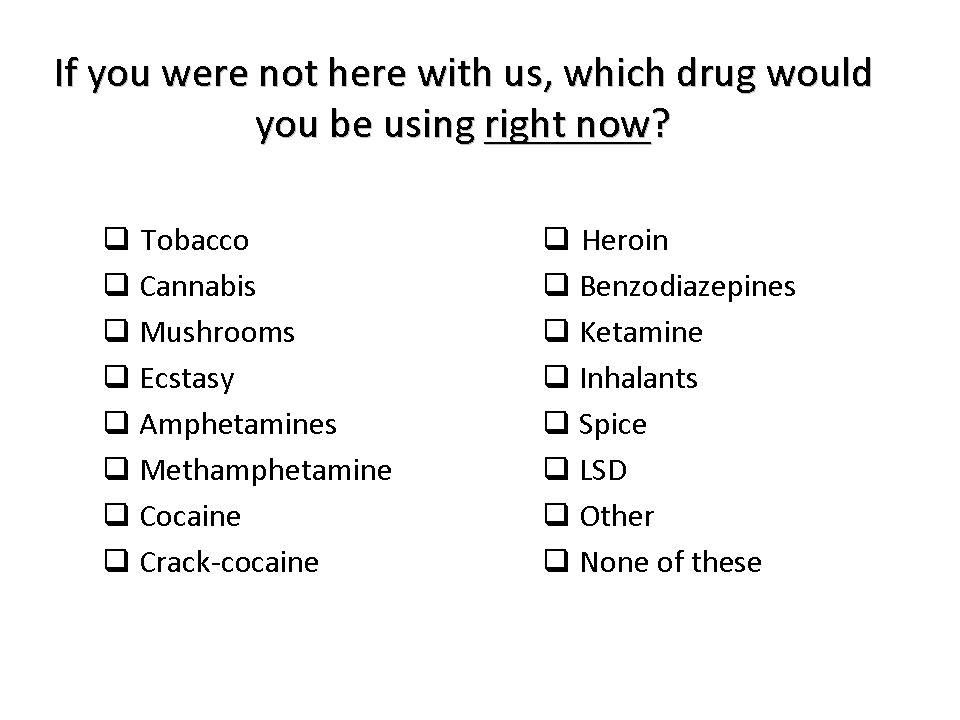 If you were not here with us, which drug would
you be using right now?
❑ Tobacco
❑ Cannabis
❑ Mushrooms
❑ Ecstasy
❑ Amphetamines
❑ Methamphetamine
❑ Cocaine
❑ Crack-cocaine
❑ Heroin
❑ Benzodiazepines
❑ Ketamine
❑ Inhalants
❑ Spice
❑ LSD
❑ Other
❑ None of these